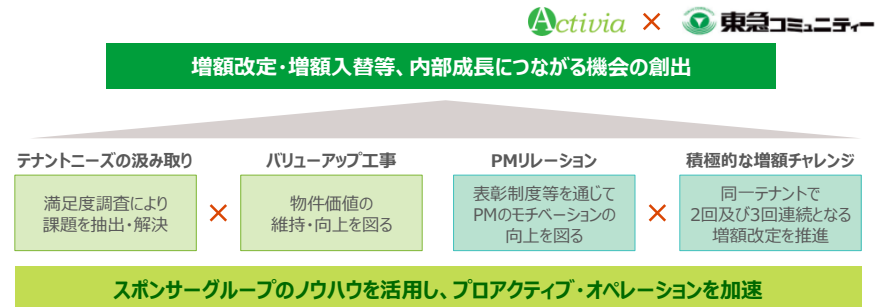 Activia × 東急コミュニティー
増額改定・増額入替等、内部成長につながる機会の創出
テナントニーズの汲み取り
満足度調査により
課題を抽出・解決
×
バリューアップ工事
物件価値の
維持・向上を図る
PMリレーション
表彰制度等を通じて
PMのモチベーションの
向上を図る
×
積極的な増額チャレンジ
同一テナントで
2回及び3回連続となる
増額改定を推進
スポンサーグループのノウハウを活用し、プロアクティブ・オペレーションを加速